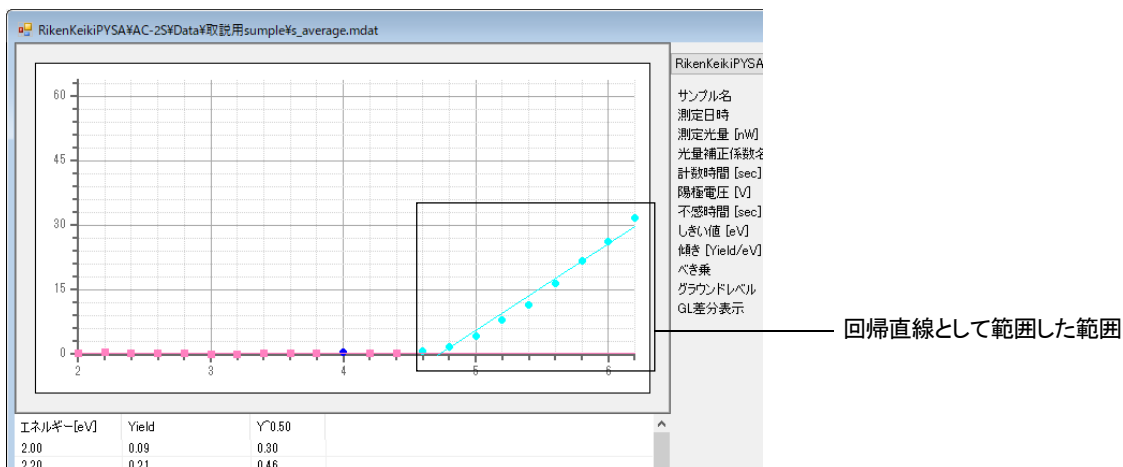 RikenKeikiPYSA¥AC-2S¥Data¥取説用sumple¥s_average.mdat
RikenKeikiPYSA
60
45
30
15
0
2
3
4
5
6
サンプル名
測定日時
測定光量 [nW]
光量補正係数名
計数時間 [sec]
陽極電圧 [V]
不感時間 [sec]
しきい値 [eV]
傾き [Yield/eV]
べき乗
グラウンドレベル
GL差分表示
回帰直線として範囲した範囲
エネルギー[eV] Yield Y^0.50
2.00 0.09 0.30
2.20 0.21 0.46